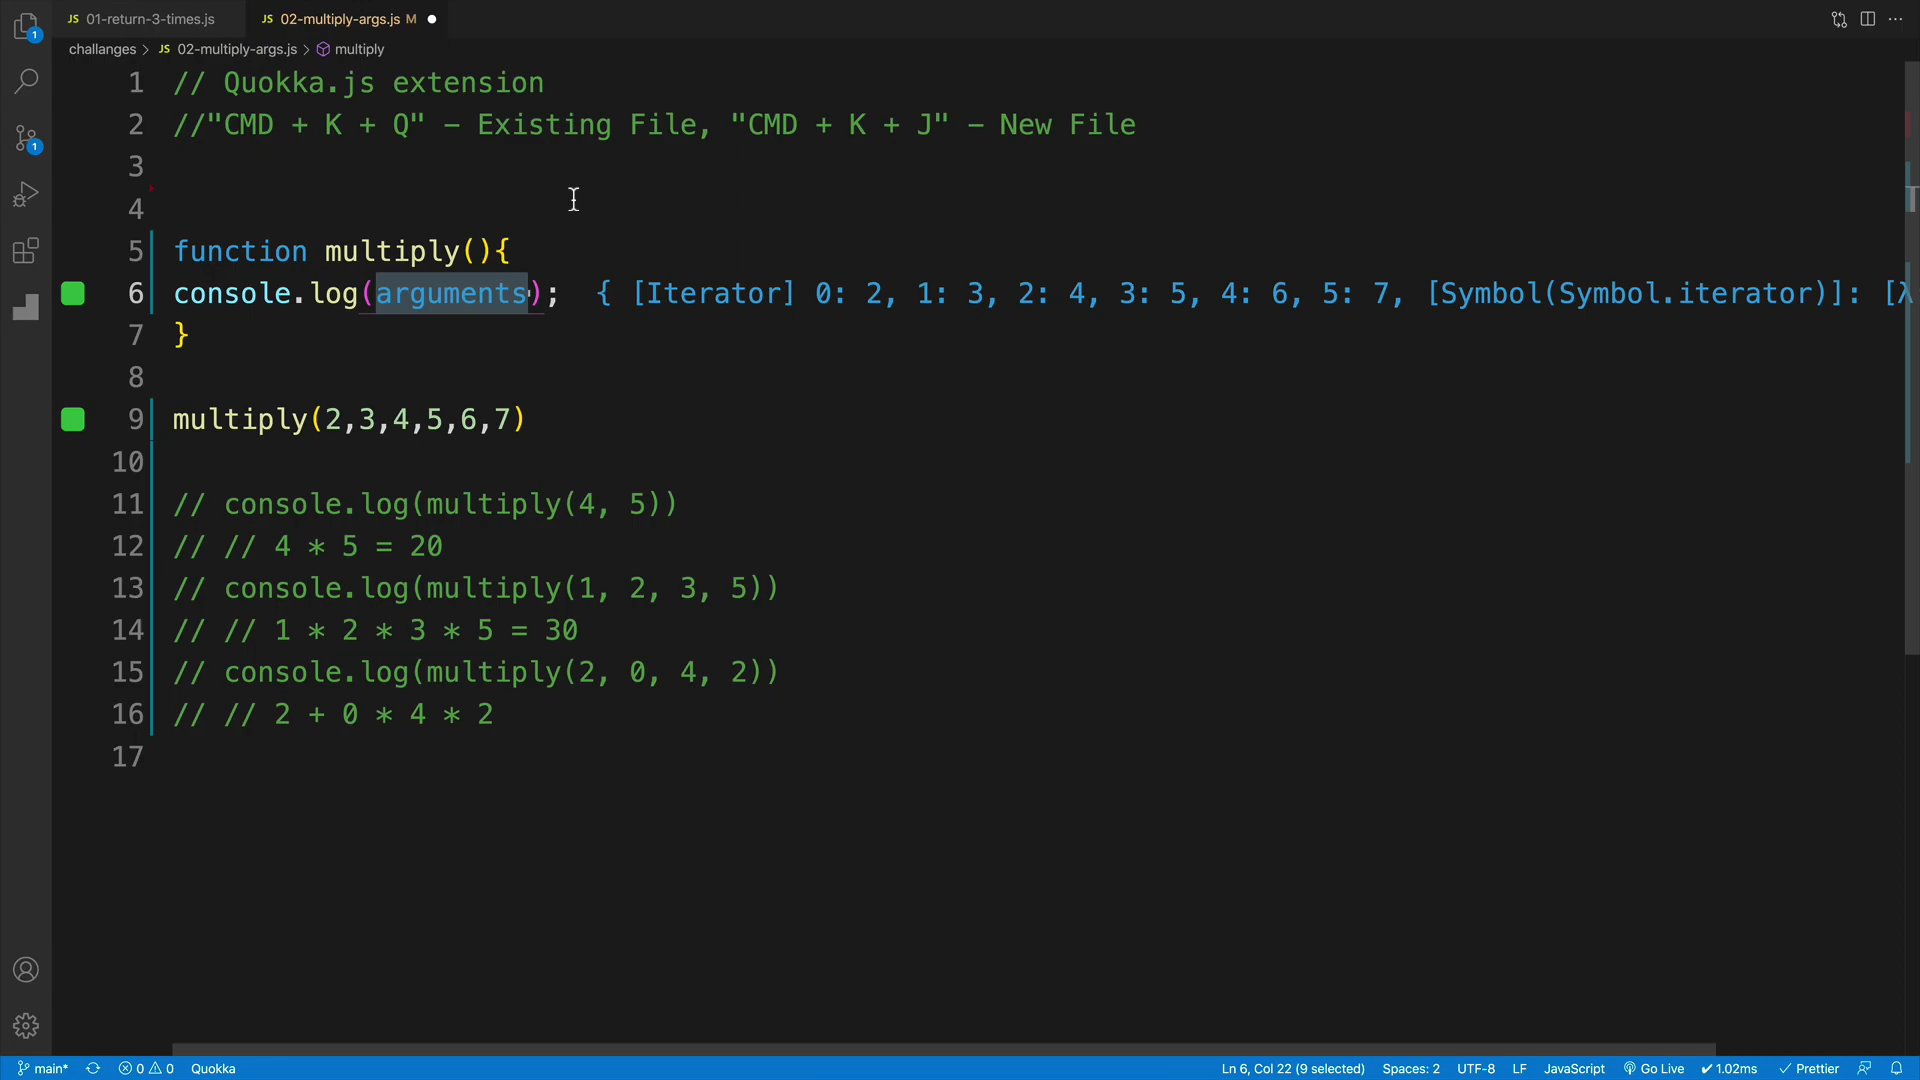 JS 01-return-3-times.js JS 02-multiply-args.js M
challanges > JS 02-multiply-args.js > multiply
1 // Quokka.js extension
2 //"CMD + K + Q" - Existing File, "CMD + K + J" - New File
3
4
5 function multiply(){
6 console.log(arguments); { [Iterator] 0: 2, 1: 3, 2: 4, 3: 5, 4: 6, 5: 7, [Symbol(Symbol.iterator)]: [λ
7 }
8
9 multiply(2,3,4,5,6,7)
10
11 // console.log(multiply(4, 5))
12 // // 4 * 5 = 20
13 // console.log(multiply(1, 2, 3, 5))
14 // // 1 * 2 * 3 * 5 = 30
15 // console.log(multiply(2, 0, 4, 2))
16 // // 2 + 0 * 4 * 2
17
1
1
main* 0 0 Quokka Ln 6, Col 22 (9 selected) Spaces: 2 UTF-8 LF JavaScript Go Live ✓ 1.02ms ✓ Prettier